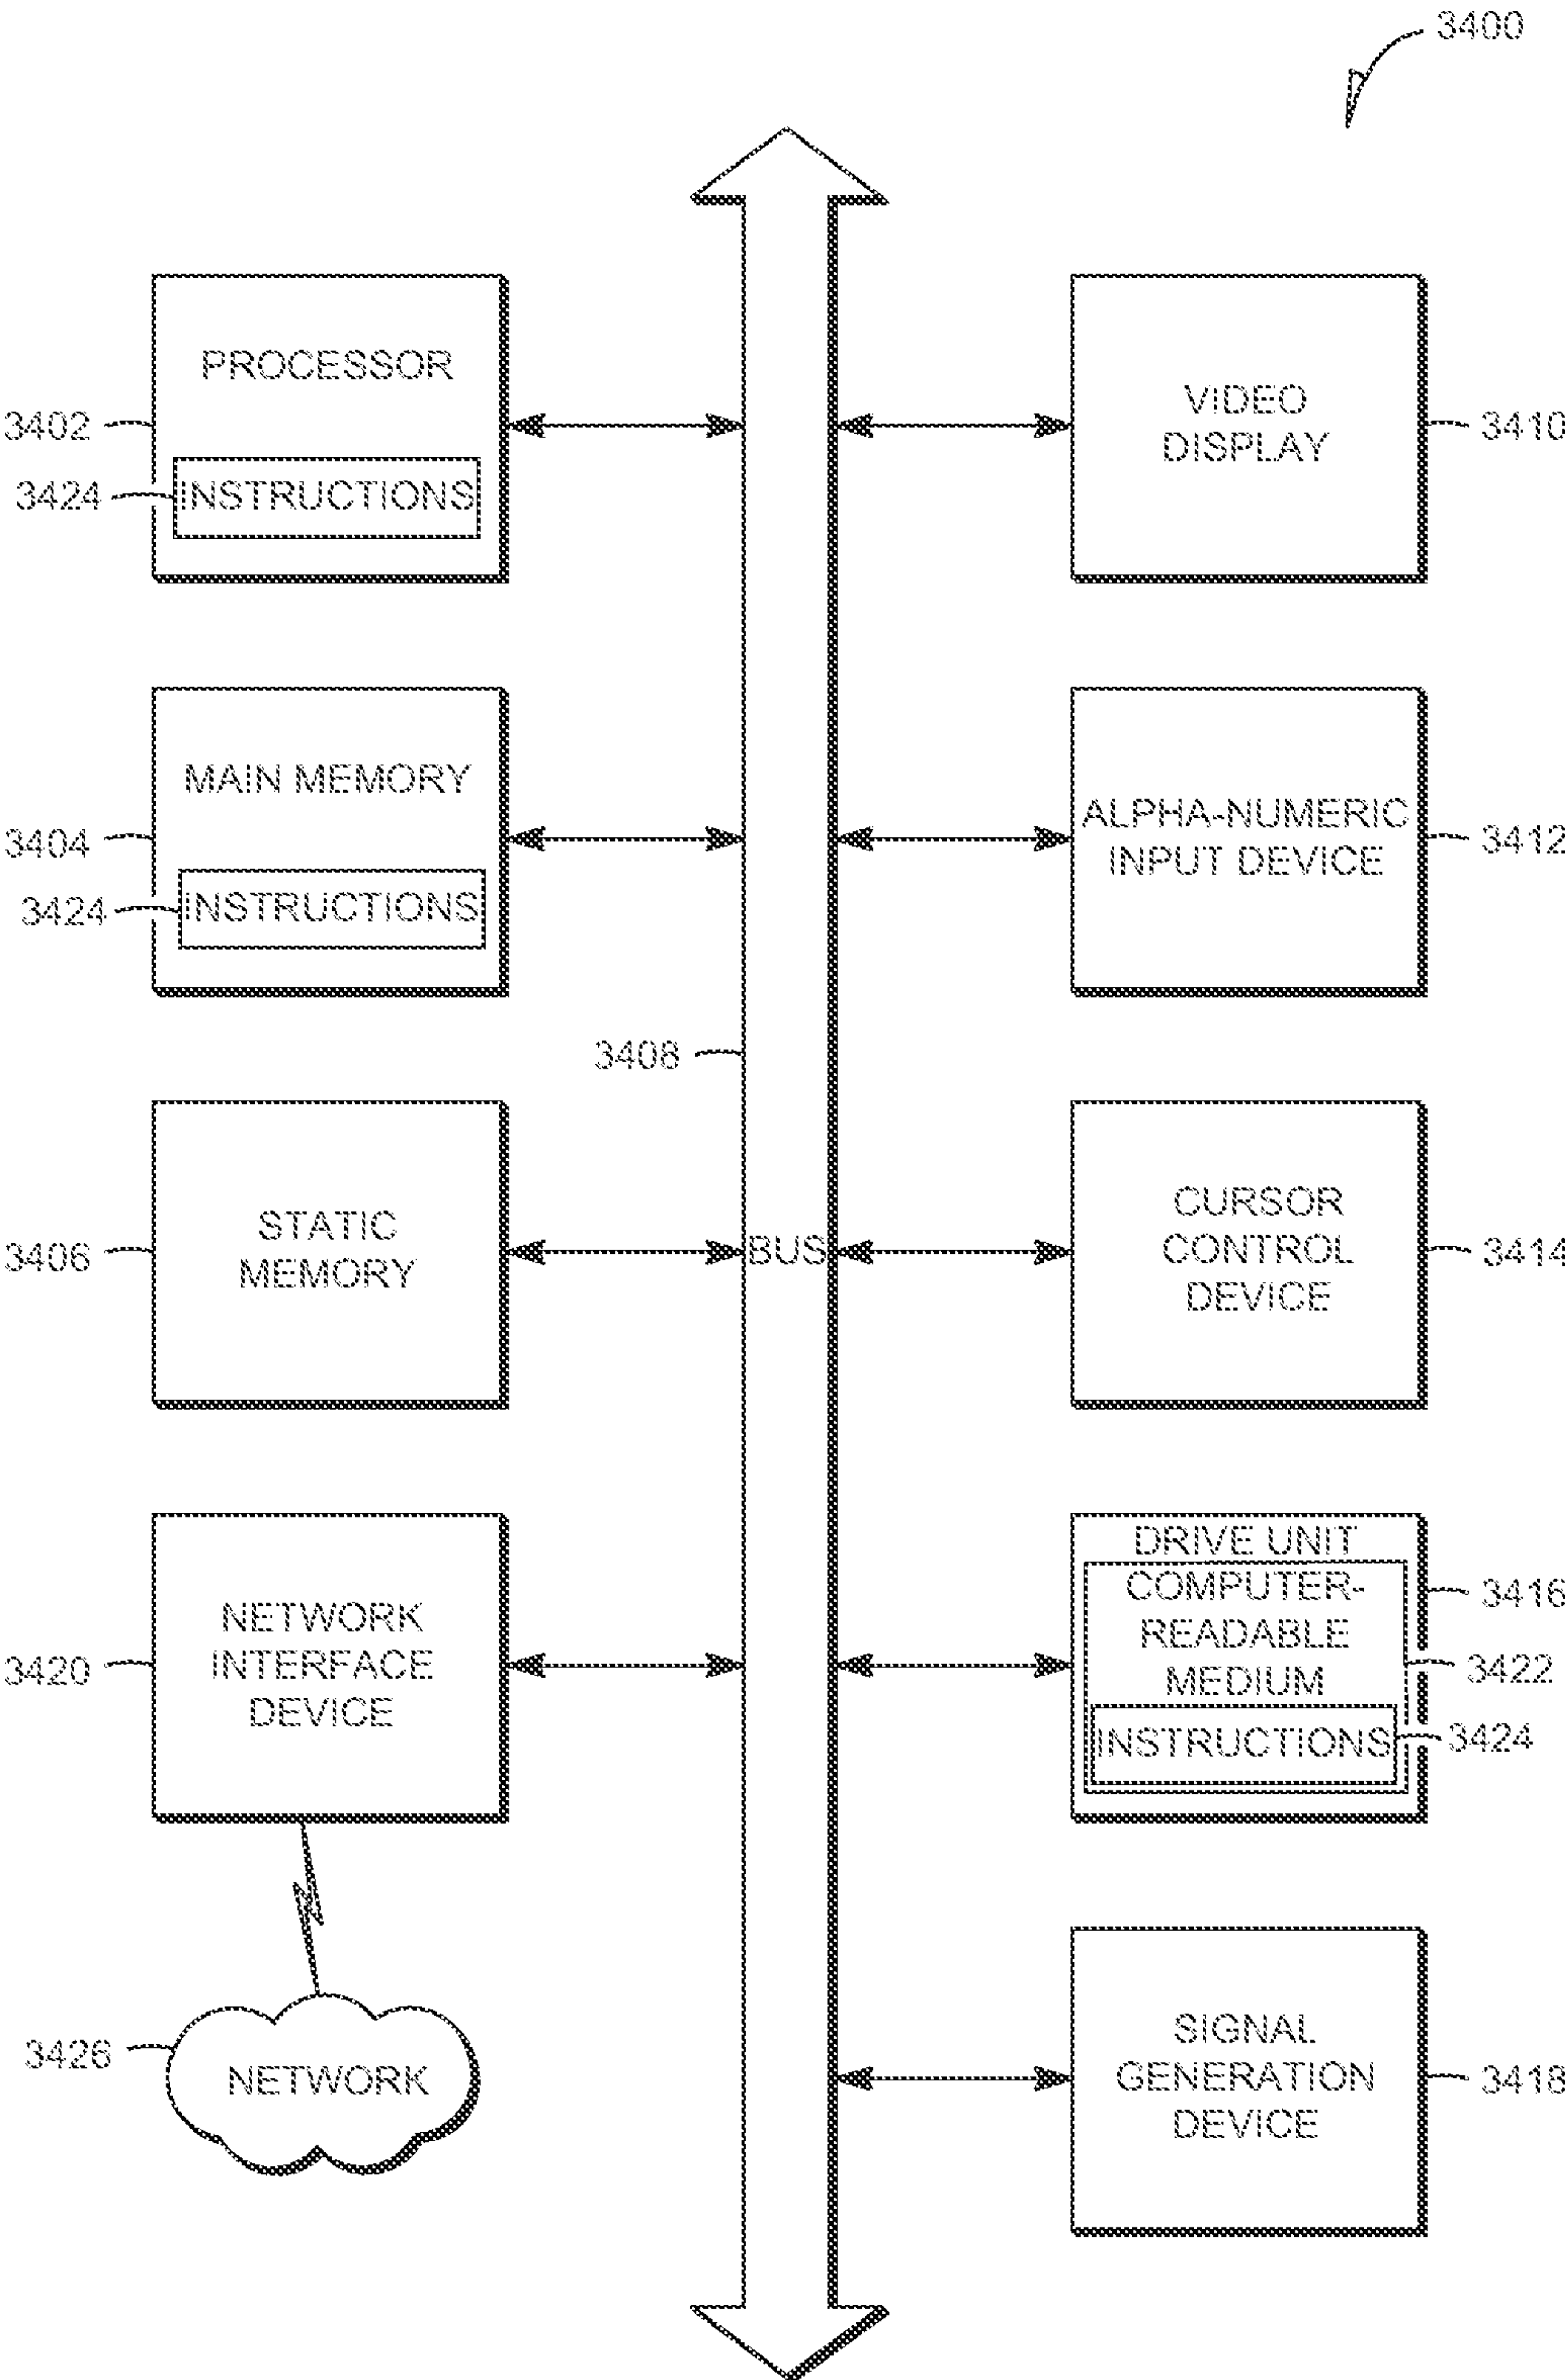 3400
PROCESSOR
3402
3424
INSTRUCTIONS
VIDEO
DISPLAY
3410
MAIN MEMORY
3404
3424
INSTRUCTIONS
ALPHA-NUMERIC
INPUT DEVICE
3412
3408
STATIC
MEMORY
3406
BUS
CURSOR
CONTROL
DEVICE
3414
NETWORK
INTERFACE
DEVICE
3420
DRIVE UNIT
COMPUTER-
READABLE
MEDIUM
3416
3422
INSTRUCTIONS
3424
3426
NETWORK
SIGNAL
GENERATION
DEVICE
3418